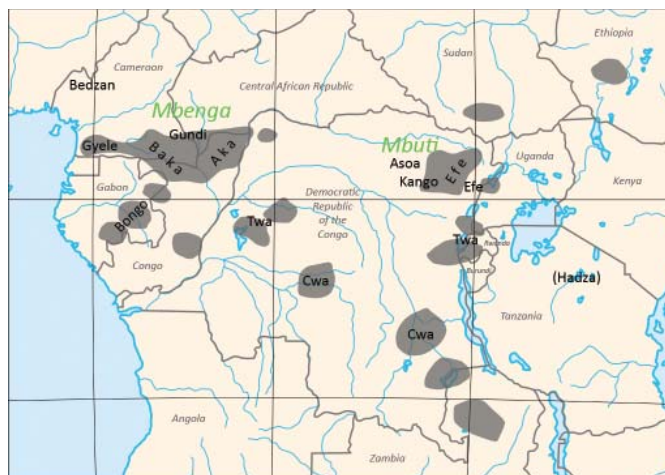 Ethiopia
Sudan
Cameraon
Central African Republic
Bedzan
Mbenga
Gundi
Gyele
Baka
Aka
Mbuti
Asoa
Kango
Efe
Efe
Uganda
Kenya
Gabon
Democratic
Republic
of the
Congo
Bongo
Twa
Twa
Rwanda
Congo
Burundi
Cwa
(Hadza)
Tanzania
Cwa
Angola
Zambia